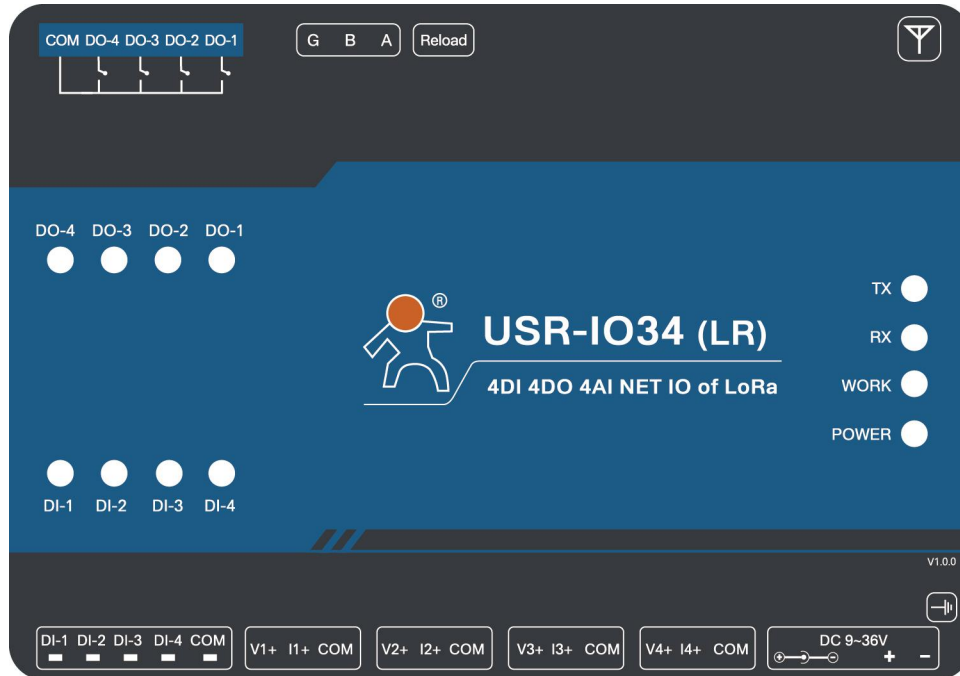 COM DO-4 DO-3 DO-2 DO-1
G B A
Reload
DO-4 DO-3 DO-2 DO-1
®
USR-IO34 (LR)
4DI 4DO 4AI NET IO of LoRa
TX
RX
WORK
POWER
DI-1 DI-2 DI-3 DI-4
V1.0.0
DI-1 DI-2 DI-3 DI-4 COM
V1+ I1+ COM
V2+ I2+ COM
V3+ I3+ COM
V4+ I4+ COM
DC 9~36V
+ -